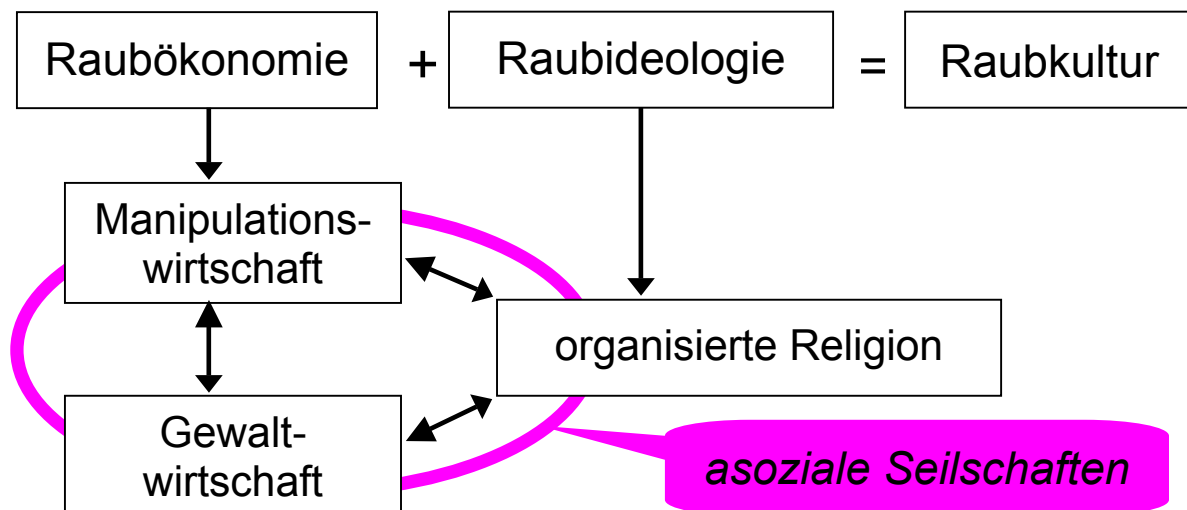 Raubökonomie + Raubideologie = Raubkultur
Manipulations-
wirtschaft
organisierte Religion
Gewalt-
wirtschaft
asoziale Seilschaften